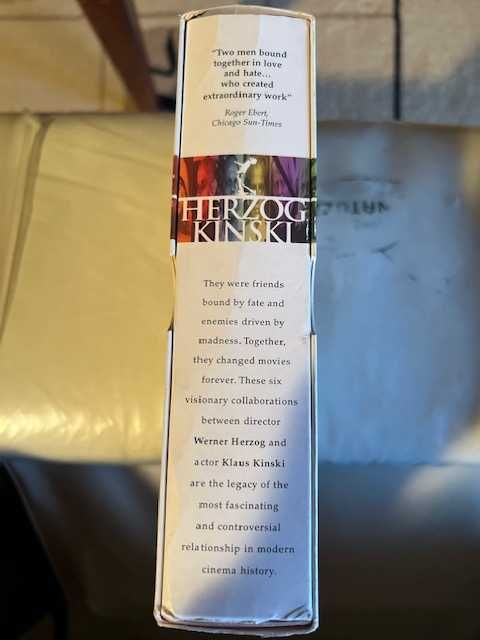 "Two men bound
together in love
and hate...
who created
extraordinary work"
Roger Ebert,
Chicago Sun-Times
HERZOG
KINSKI
They were friends
bound by fate and
enemies driven by
madness. Together,
they changed movies
forever. These six
visionary collaborations
between director
Werner Herzog and
actor Klaus Kinski
are the legacy of the
most fascinating
and controversial
relationship in modern
cinema history.